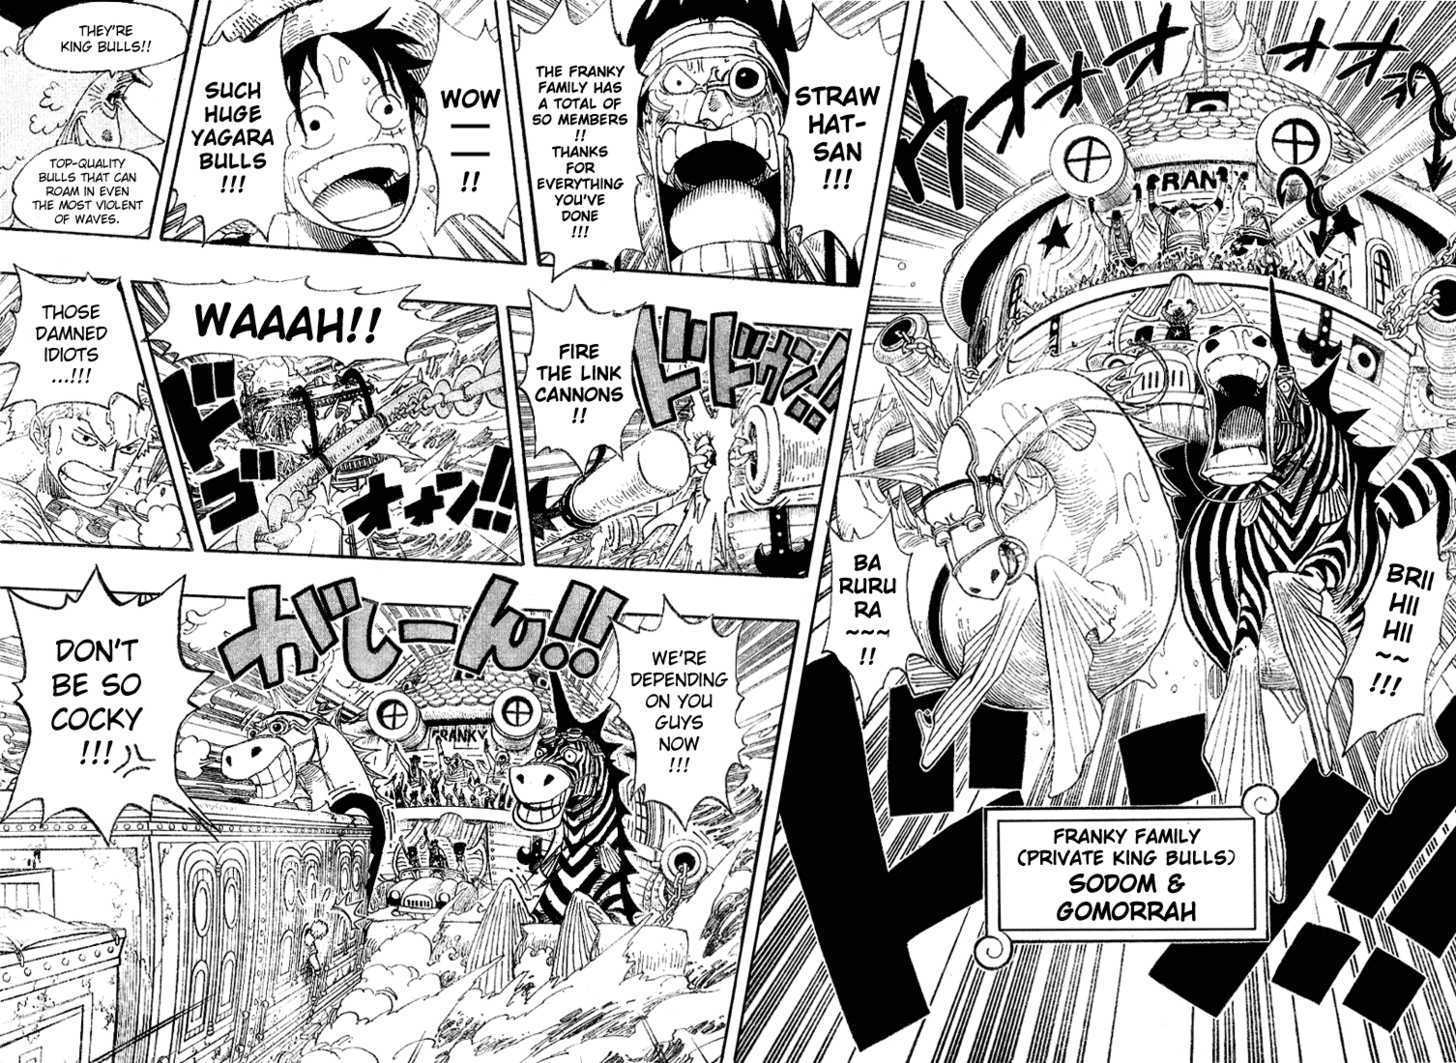 FRANKY
BA
RURU
RA
~~~
!!
BRII
HII
HII
~~
!!!
FRANKY FAMILY
(PRIVATE KING BULLS)
SODOM &
GOMORRAH
STRAW
HAT-
SAN
!!!
THE FRANKY
FAMILY HAS
A TOTAL OF
50 MEMBERS
!!
THANKS
FOR
EVERYTHING
YOU'VE
DONE
!!!
WOW
——
!!
SUCH
HUGE
YAGARA
BULLS
!!!
THEY'RE
KING BULLS!!
TOP-QUALITY
BULLS THAT CAN
ROAM IN EVEN
THE MOST VIOLENT
OF WAVES.
ドドゥン!!
FIRE
THE LINK
CANNONS
!!
WAAAH!!
ドゴ
オォン!!
THOSE
DAMNED
IDIOTS
...!!!
WE'RE
DEPENDING
ON YOU
GUYS
NOW
!!!
がしーん!!
FRANKY
DON'T
BE SO
COCKY
!!!